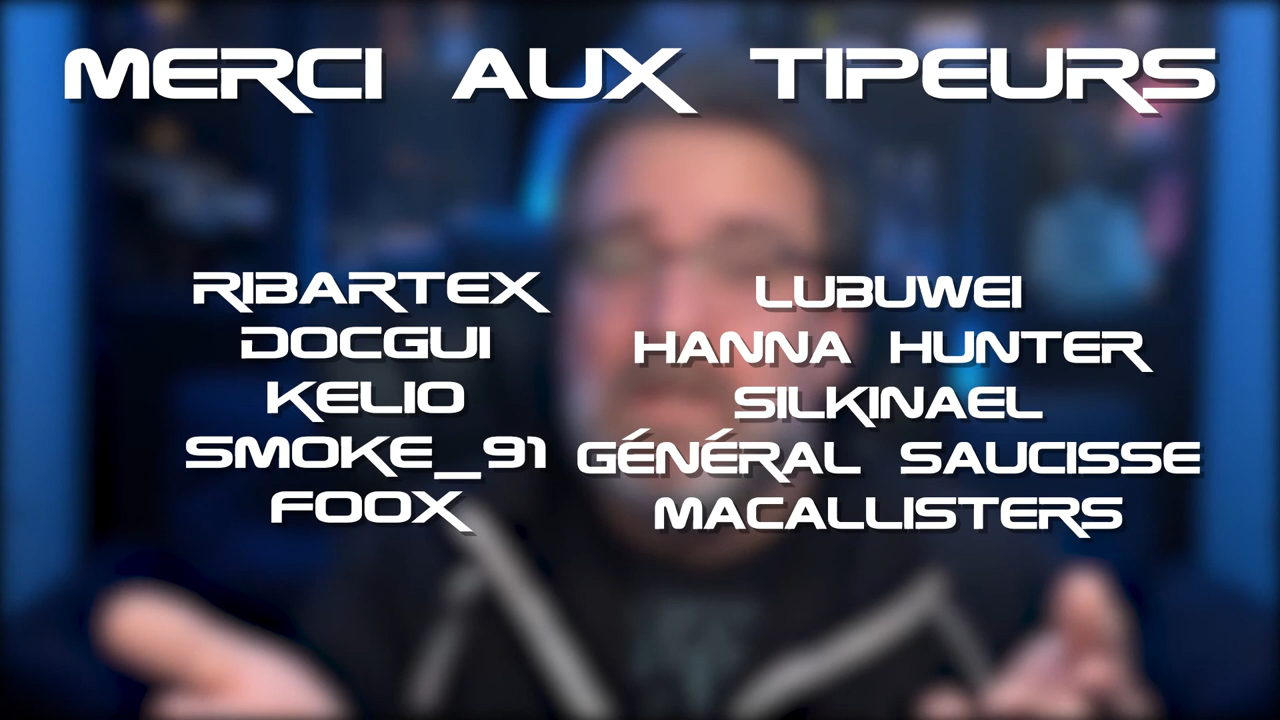 MERCI AUX TIPEURS
RIBARTEX
DOCGUI
KELIO
SMOKE_91
FOOX
LUBUWEI
HANNA HUNTER
SILKINAEL
GÉNÉRAL SAUCISSE
MACALLISTERS